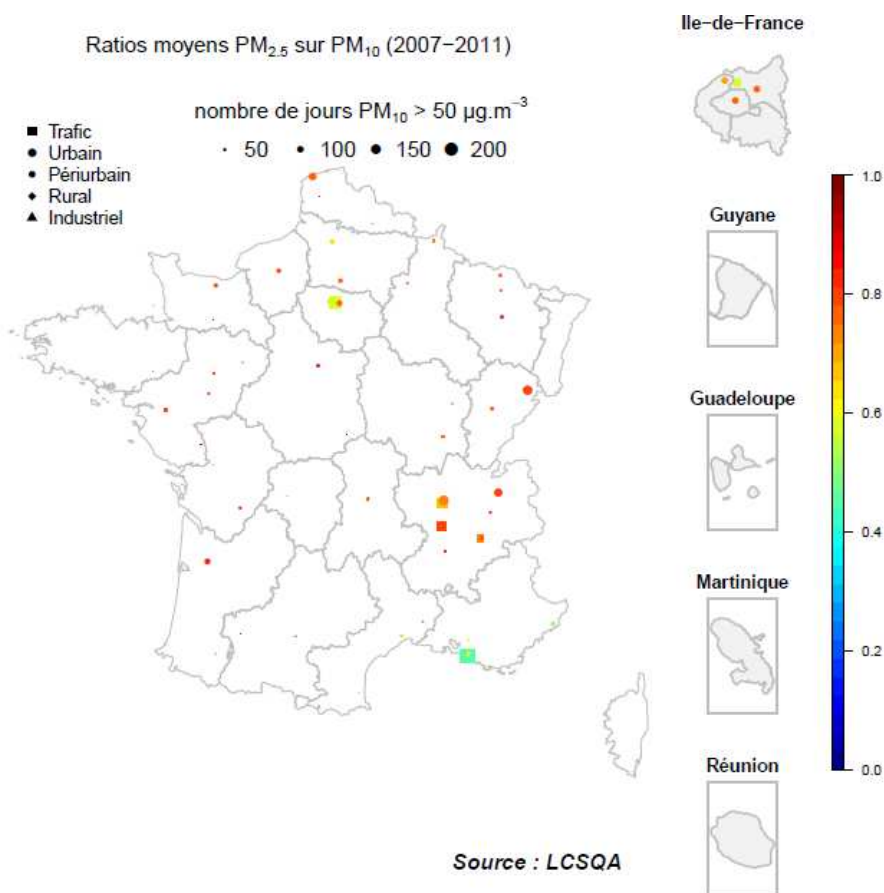 Ratios moyens PM2.5 sur PM10 (2007−2011)
nombre de jours PM10 > 50 µg.m−3
50 100 150 200
Trafic
Urbain
Périurbain
Rural
Industriel
Ile−de−France
Guyane
Guadeloupe
Martinique
Réunion
1.0
0.8
0.6
0.4
0.2
0.0
Source : LCSQA